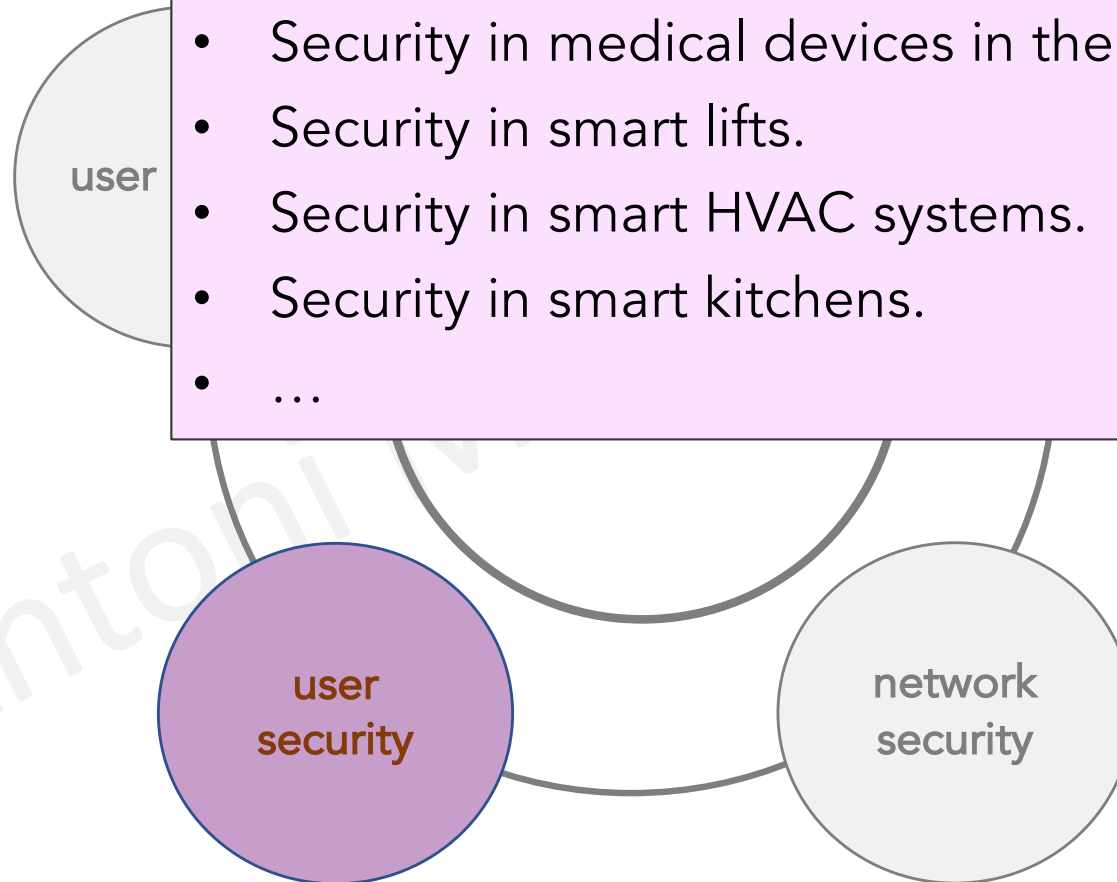 • Security in medical devices in the
• Security in smart lifts.
user
• Security in smart HVAC systems.
• Security in smart kitchens.
• …
user
security
network
security